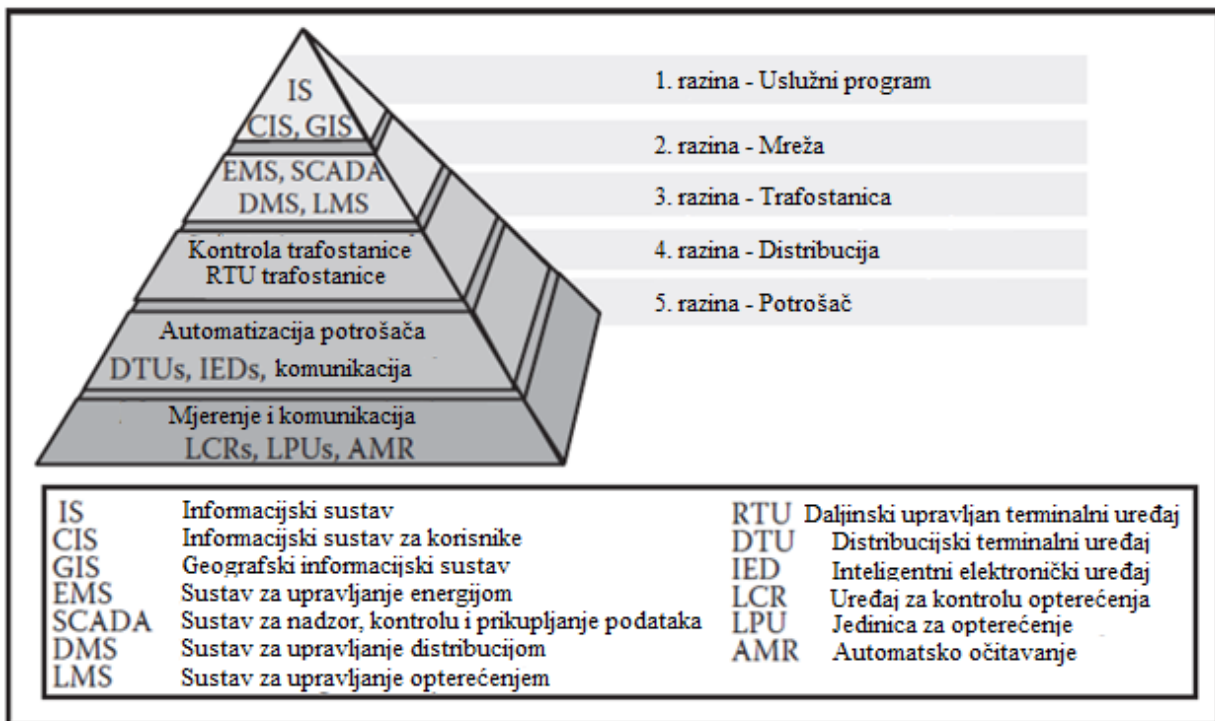 IS
CIS, GIS
EMS, SCADA
DMS, LMS
Kontrola trafostanice
RTU trafostanice
Automatizacija potrošača
DTUs, IEDs, komunikacija
Mjerenje i komunikacija
LCRs, LPUs, AMR
1. razina - Uslužni program
2. razina - Mreža
3. razina - Trafostanica
4. razina - Distribucija
5. razina - Potrošač
IS Informacijski sustav
CIS Informacijski sustav za korisnike
GIS Geografski informacijski sustav
EMS Sustav za upravljanje energijom
SCADA Sustav za nadzor, kontrolu i prikupljanje podataka
DMS Sustav za upravljanje distribucijom
LMS Sustav za upravljanje opterećenjem
RTU Daljinski upravljan terminalni uređaj
DTU Distribucijski terminalni uređaj
IED Inteligentni elektronički uređaj
LCR Uređaj za kontrolu opterećenja
LPU Jedinica za opterećenje
AMR Automatsko očitavanje